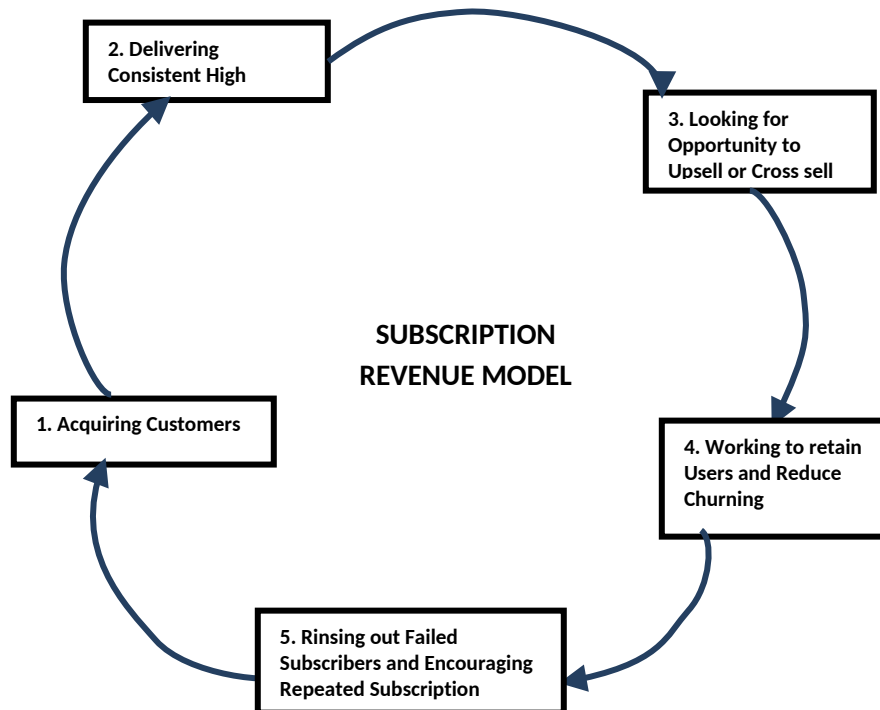 2. Delivering
Consistent High
3. Looking for
Opportunity to
Upsell or Cross sell
SUBSCRIPTION
REVENUE MODEL
1. Acquiring Customers
4. Working to retain
Users and Reduce
Churning
5. Rinsing out Failed
Subscribers and Encouraging
Repeated Subscription